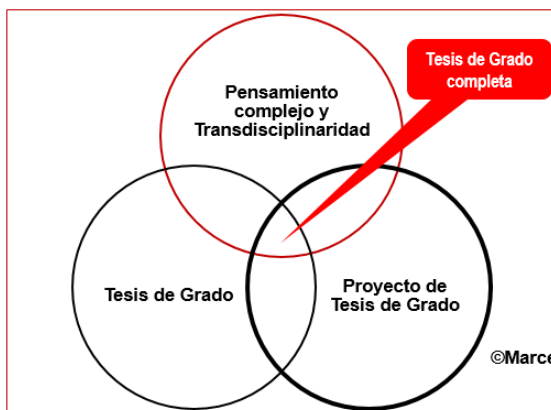 Tesis de Grado
completa
Pensamiento
complejo y
Transdisciplinaridad
Tesis de Grado
Proyecto de
Tesis de Grado
©Marce